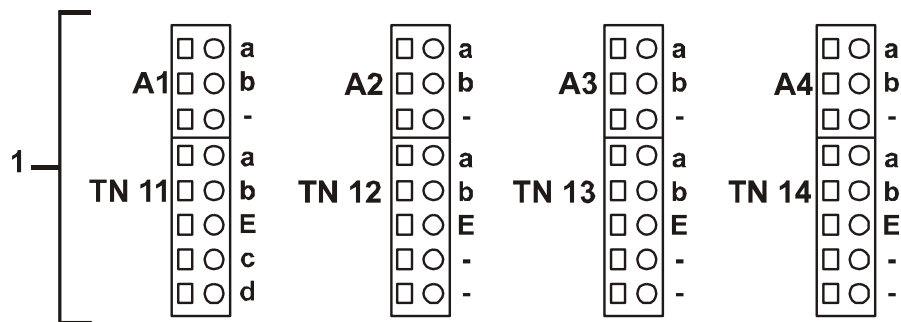 a a a a
A1 b A2 b A3 b A4 b
- - - -
1
a a a a
TN 11 b TN 12 b TN 13 b TN 14 b
E E E E
c - - -
d - - -